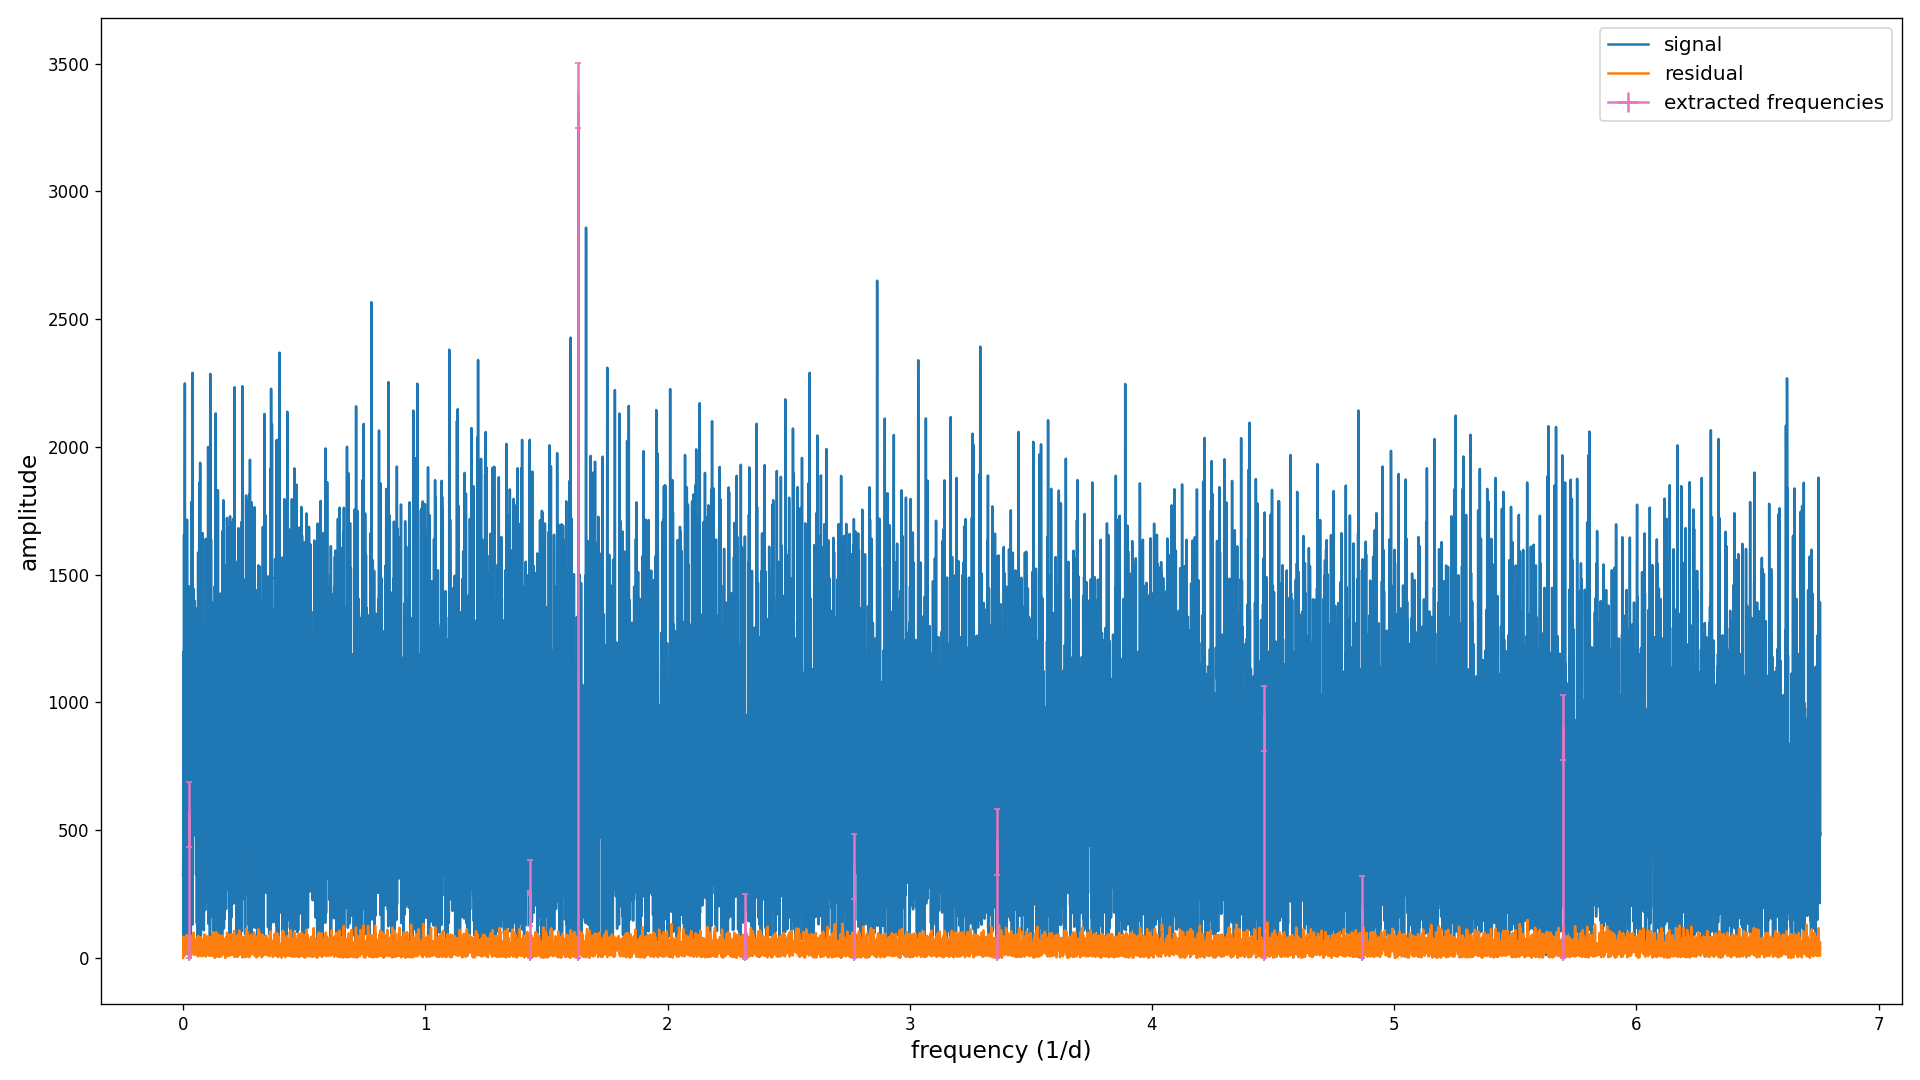 signal
residual
extracted frequencies
3500
3000
2500
2000
1500
1000
500
0
amplitude
0 1 2 3 4 5 6 7
frequency (1/d)